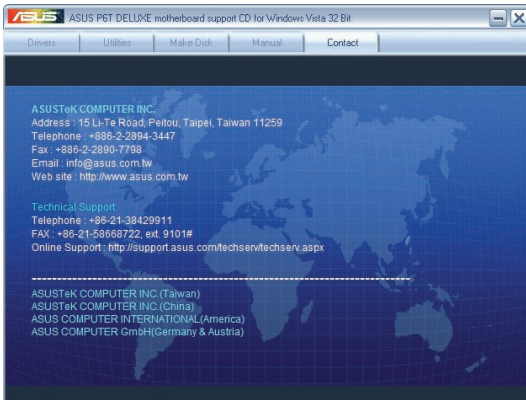 ASUS ASUS P6T DELUXE motherboard support CD for Windows Vista 32 Bit
Drivers Utilities Make Disk Manual Contact
ASUSTeK COMPUTER INC.
Address : 15 Li-Te Road, Peitou, Taipei, Taiwan 11259
Telephone : +886-2-2894-3447
Fax : +886-2-2890-7798
Email : info@asus.com.tw
Web site : http://www.asus.com.tw
Technical Support:
Telephone : +86-21-38429911
FAX : +86-21-58668722, ext. 9101#
Online Support : http://support.asus.com/techserv/techserv.aspx
ASUSTeK COMPUTER INC.(Taiwan)
ASUSTeK COMPUTER INC.(China)
ASUS COMPUTER INTERNATIONAL(America)
ASUS COMPUTER GmbH(Germany & Austria)